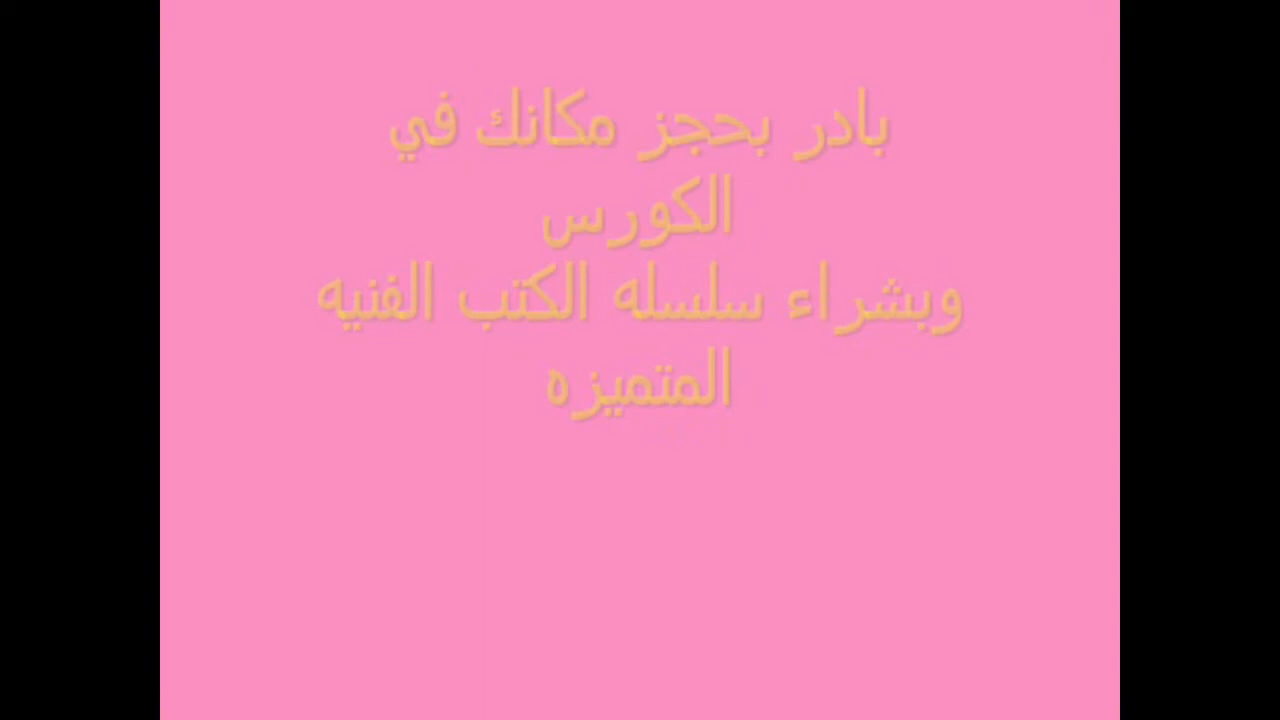 بادر بحجز مكانك في
الكورس
وبشراء سلسله الكتب الفنيه
المتميزه